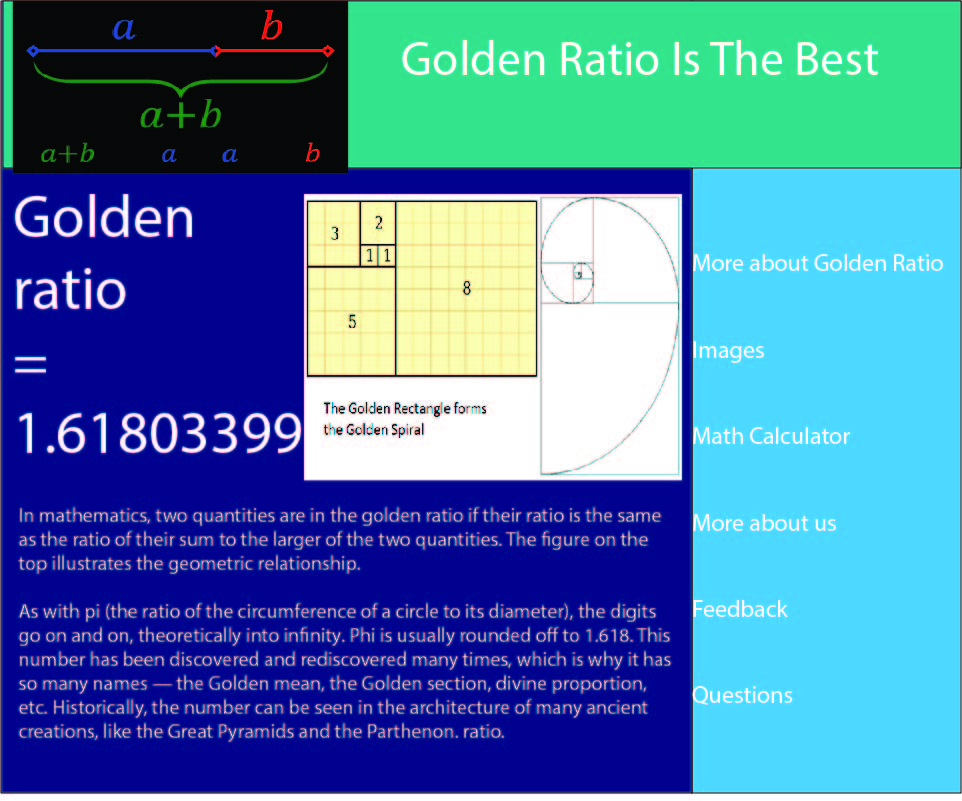 a b
a+b
a+b a a b
Golden Ratio Is The Best
Golden
ratio
=
1.61803399
3 2
1 1
8
5
The Golden Rectangle forms
the Golden Spiral
In mathematics, two quantities are in the golden ratio if their ratio is the same
as the ratio of their sum to the larger of the two quantities. The figure on the
top illustrates the geometric relationship.
As with pi (the ratio of the circumference of a circle to its diameter), the digits
go on and on, theoretically into infinity. Phi is usually rounded off to 1.618. This
number has been discovered and rediscovered many times, which is why it has
so many names — the Golden mean, the Golden section, divine proportion,
etc. Historically, the number can be seen in the architecture of many ancient
creations, like the Great Pyramids and the Parthenon. ratio.
More about Golden Ratio
Images
Math Calculator
More about us
Feedback
Questions